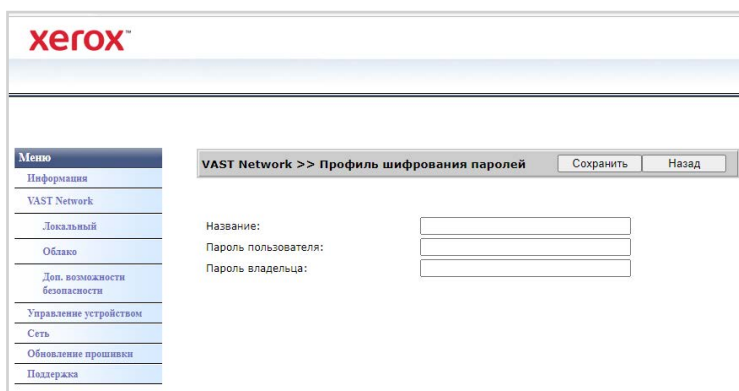 xerox™
Меню
Информация
VAST Network
Локальный
Облако
Доп. возможности
безопасности
Управление устройством
Сеть
Обновление прошивки
Поддержка
VAST Network >> Профиль шифрования паролей
Сохранить
Назад
Название:
Пароль пользователя:
Пароль владельца: